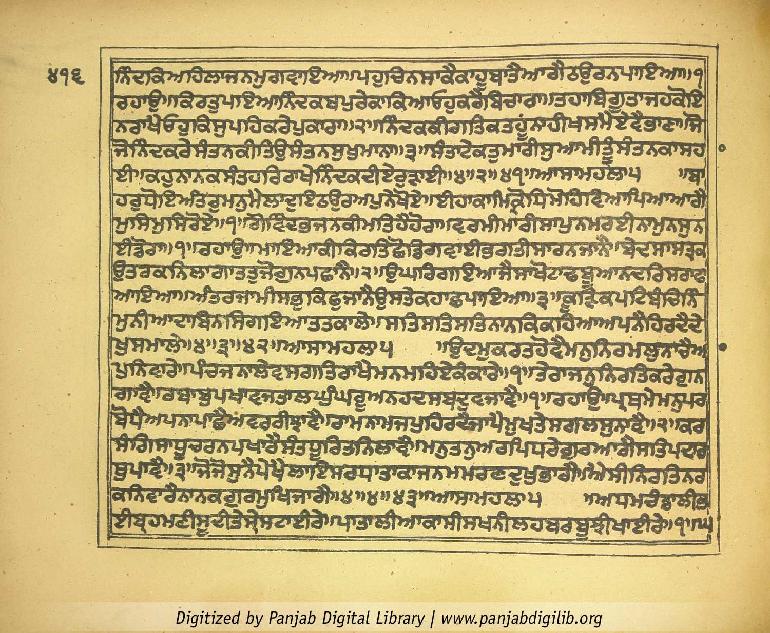 ੪੧੬
ਨਿੰਦਕਿਅਹਿਲਾਜਨਮੁਗਵਾਇਆ॥ਪਹੁਚਿਨਸਾਕੈਕਾਹੂਬਾਤੈਆਗੈਠਉਰਨਪਾਇਆ॥੧
ਰਹਾਉ॥ਕਿਰਤੁਪਇਆਨਿੰਦਕਬਪੁਰੇਕਾਕਿਆਓਹੁਕਰੈਬਿਚਾਰਾ॥ਤਹਾਬਿਗੂਤਾਜਹਕੋਇ
ਨਰਾਖੈਓਹੁਕਿਸੁਪਹਿਕਰੇਪੁਕਾਰਾ॥੨॥ਨਿੰਦਕਕੀਗਤਿਕਤਹੂੰਨਾਹੀਖਸਮੈਏਵੈਭਾਣਾ॥ਜੋ
ਜੋਨਿੰਦਕਰੇਸੰਤਨਕੀਤਿਉਸੰਤਨਸੁਖੁਮਾਨਾ॥੩॥ਸੰਤਾਟੇਕਤੁਮਾਰੀਸੁਆਮੀਤੂੰਸੰਤਨਕਾਸਹਾ
ਈ॥ਕਹੁਨਾਨਕਸੰਤਹਰਿਰਾਖੇਨਿੰਦਕਦੀਏਰੁੜਾਈ॥੪॥੨॥੪੧॥ਆਸਾਮਹਲਾ੫ ॥ਬਾ
ਹਰੁਧੋਇਅੰਤਰੁਮਨੁਮੈਲਾਦੁਇਠਉਰਅਪੁਨੇਖੋਏ॥ਈਹਾਕਾਮਿਕ੍ਰੋਧਿਮੋਹਿਵਿਆਪਿਆਆਗੈ
ਮੁਸਿਮੁਸਿਰੋਏ॥੧॥ਗੋਵਿੰਦਭਜਨਕੀਮਤਿਹੈਹੋਰਾ॥ਵਰਮੀਮਾਰੀਸਾਪੁਨਮਰਈਨਾਮੁਨਸੁਨ
ਈਡੋਰਾ॥੧॥ਰਹਾਉ॥ਮਾਇਆਕੀਕਿਰਤਿਛੋਡਿਗਵਾਈਭਗਤੀਸਾਰਨਜਾਨੈ॥ਬੇਦਸਾਸਤ੍ਰਕ
ਉਤਰਕਨਿਲਾਗਾਤਤੁਜੋਗੁਨਪਛਾਨੈ॥੨॥ਉਘਰਿਗਇਆਜੈਸਾਖੋਟਾਢਬੂਆਨਦਰਿਸਰਾਫਾ
ਆਇਆ॥ਅੰਤਰਜਾਮੀਸਭੁਕਿਛੁਜਾਨੈਉਸਤੇਕਹਾਛਪਾਇਆ॥੩॥ਕੂੜਿਕਪਟਿਬੰਚਿਨਿੰ
ਮੁਨੀਆਦਾਬਿਨਸਿਗਇਆਤਤਕਾਲੇ॥ਸਤਿਸਤਿਸਤਿਨਾਨਕਿਕਹਿਆਅਪਨੈਹਿਰਦੈਦੇ
ਖੁਸਮਾਲੇ॥੪॥੩॥੪੨॥ਆਸਾਮਹਲਾ੫ ॥ਉਦਮੁਕਰਤਹੋਵੈਮਨੁਨਿਰਮਲੁਨਾਚੈਆ
ਪੁਨਿਵਾਰੇ॥ਪੰਚਜਨਾਲੇਵਸਗਤਿਰਾਖੈਮਨਮਹਿਏਕੰਕਾਰੇ॥੧॥ਤੇਰਾਜਨੁਨਿਰਤਿਕਰੇਗੁਨ
ਗਾਵੈ॥ਰਬਾਬੁਪਖਾਵਜਤਾਲਘੁੰਘਰੂਅਨਹਦਸਬਦੁਵਜਾਵੈ॥੧॥ਰਹਾਉ॥ਪ੍ਰਥਮੇਮਨੁਪਰ
ਬੋਧੈਅਪਨਾਪਾਛੈਅਵਰਰੀਝਾਵੈ॥ਰਾਮਨਾਮਜਪੁਹਿਰਦੈਜਾਪੈਮੁਖਤੇਸਗਲਸੁਨਾਵੈ॥੨॥ਕਰ
ਸੰਗਿਸਾਧੂਚਰਨਪਖਾਰੈਸੰਤਧੂਰਿਤਨਿਲਾਵੈ॥ਮਨੁਤਨੁਅਰਪਿਧਰੇਗੁਰਆਗੈਸਤਿਪਦਾਰ
ਥੁਪਾਵੈ॥੩॥ਜੋਜੋਸੁਨੈਪੇਖੈਲਾਇਸਰਧਾਤਾਕਾਜਨਮਮਰਣਦੁਖੁਭਾਗੈ॥ਐਸੀਨਿਰਤਿਨਰ
ਕਨਿਵਾਰੈਨਾਨਕਗੁਰਮੁਖਿਜਾਗੈ॥੪॥੪॥੪੩॥ਆਸਾਮਹਲਾ੫ ॥ਅਧਮਚੰਡਾਲੀਭ
ਈਬ੍ਰਹਮਣੀਸੂਦੀਤੇਸ੍ਰੇਸਟਾਈਰੇ॥ਪਾਤਾਲੀਆਕਾਸੀਸਖਨੀਲਹਬਰਬੂਝੀਖਾਈਰੇ॥੧॥ਘ
Digitized by Panjab Digital Library | www.panjabdigilib.org